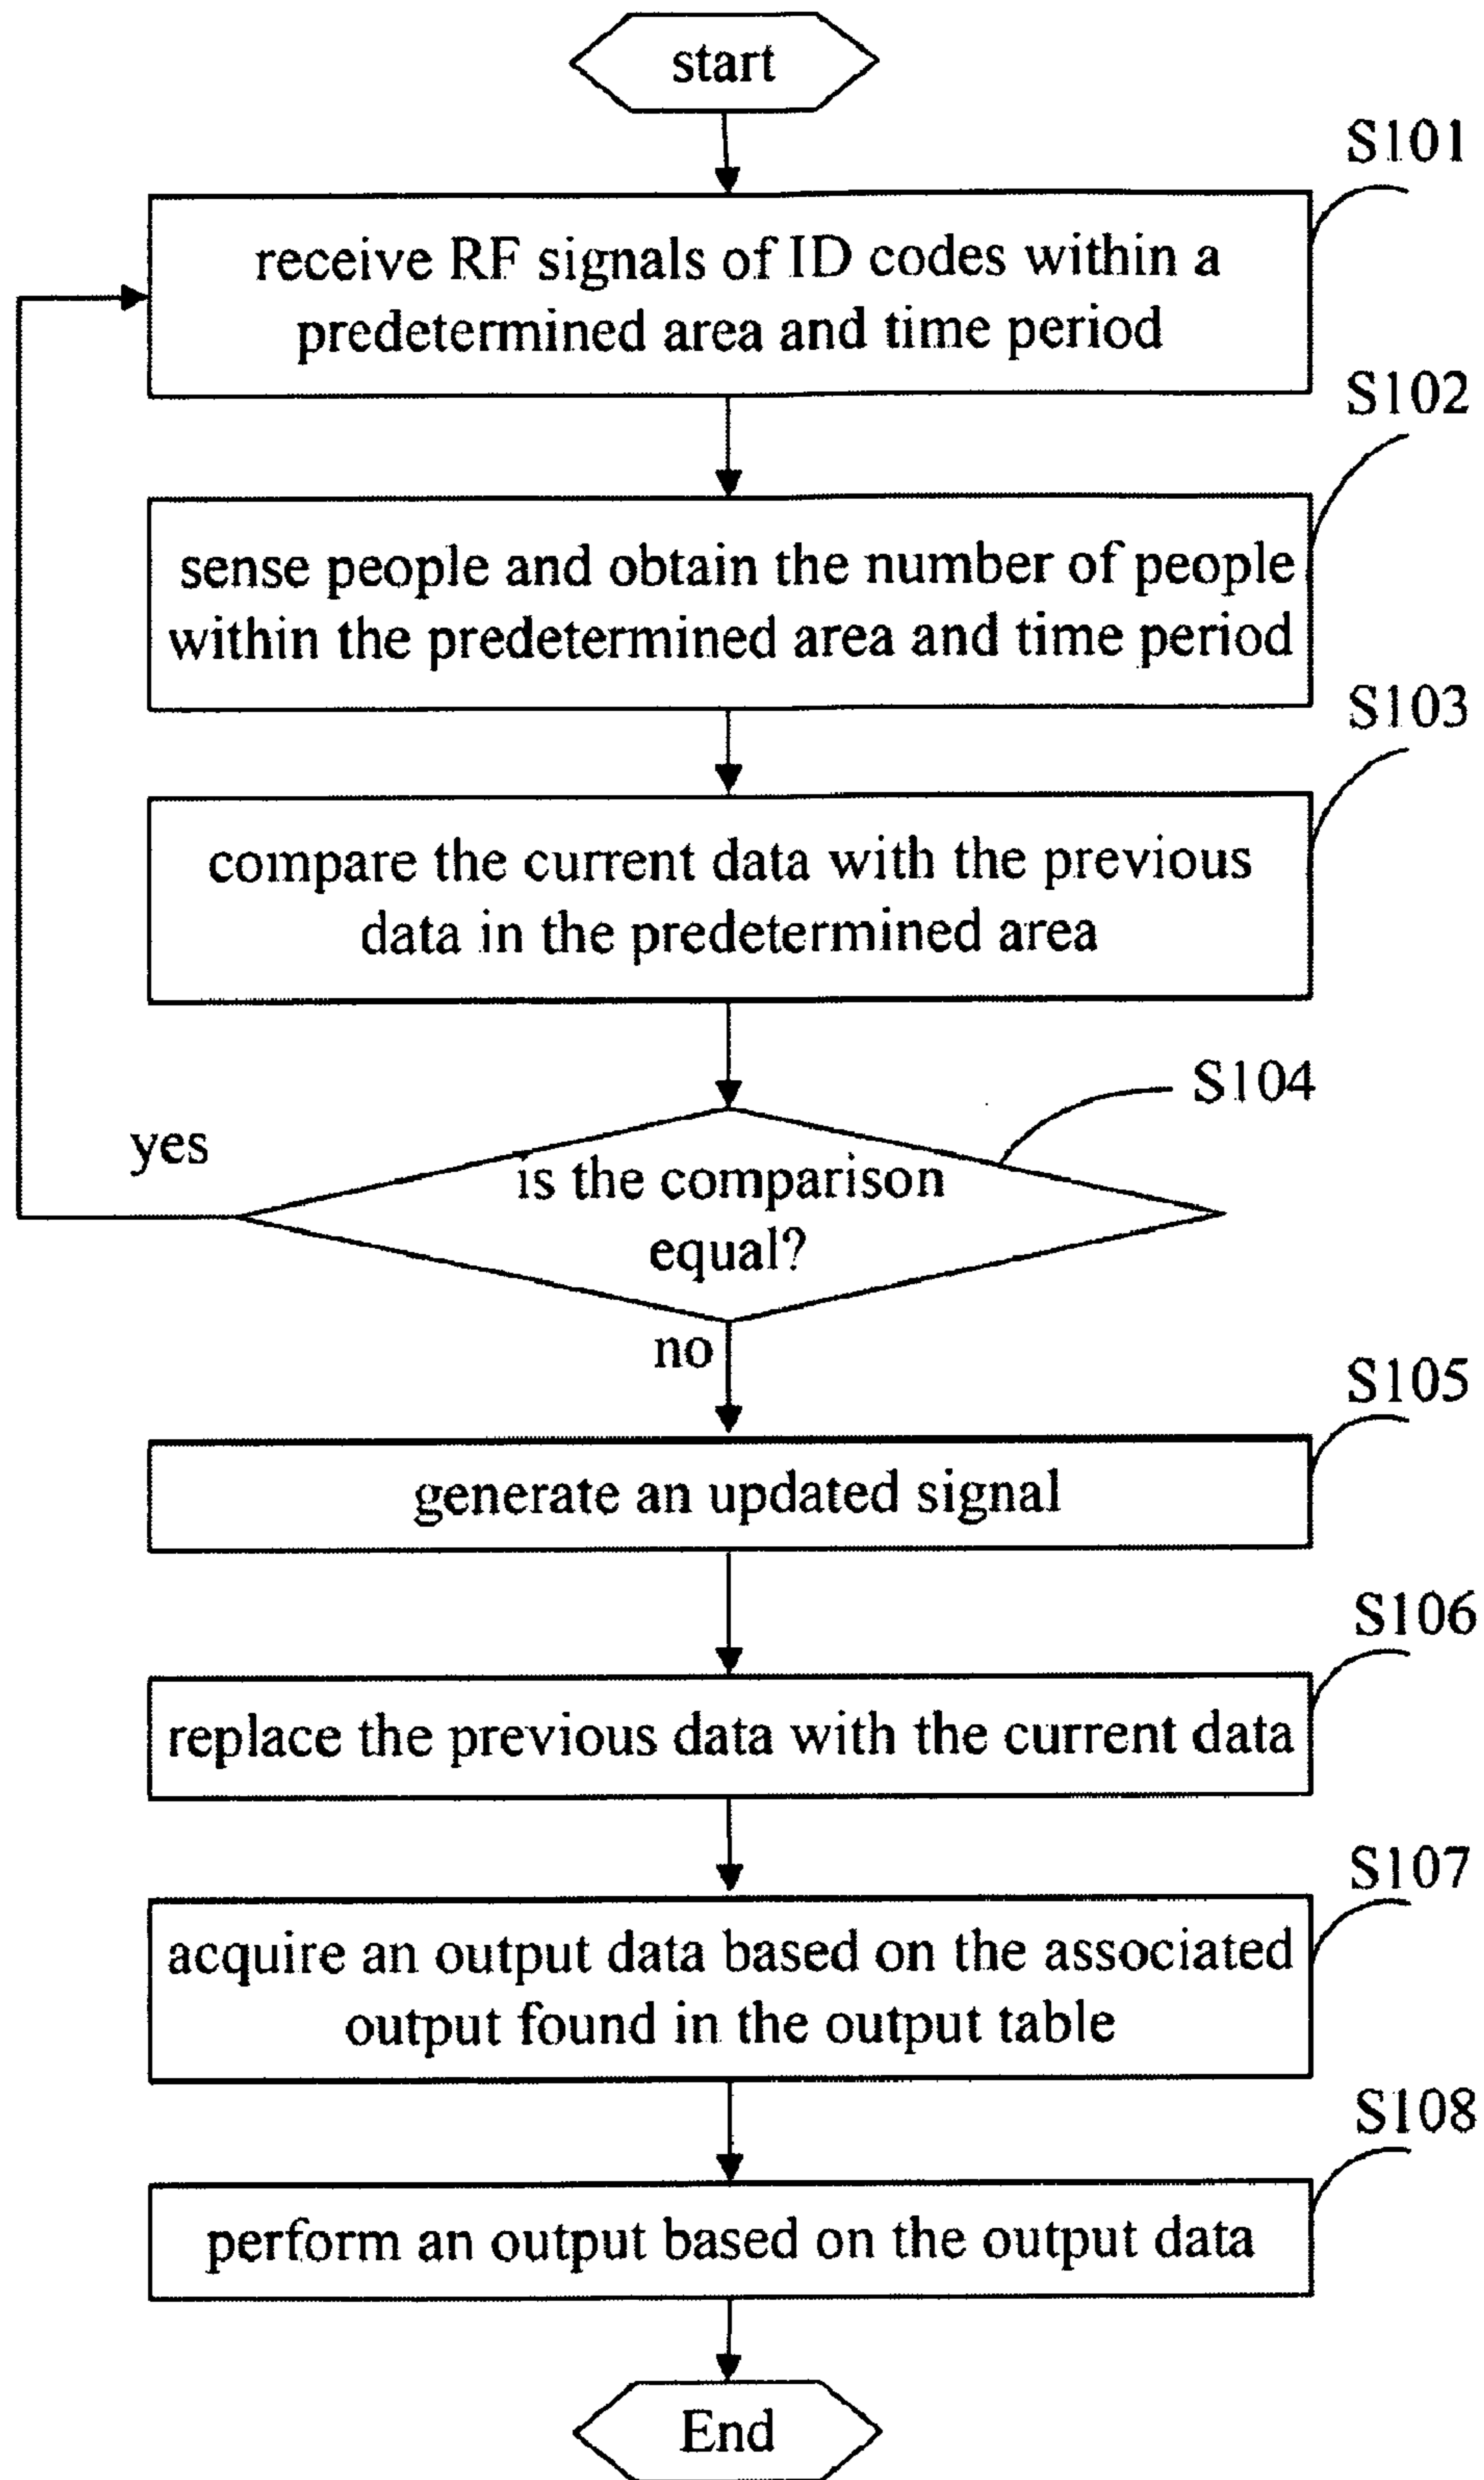 start
S101
receive RF signals of ID codes within a
predetermined area and time period
S102
sense people and obtain the number of people
within the predetermined area and time period
S103
compare the current data with the previous
data in the predetermined area
S104
yes
is the comparison
equal?
no
S105
generate an updated signal
S106
replace the previous data with the current data
S107
acquire an output data based on the associated
output found in the output table
S108
perform an output based on the output data
End